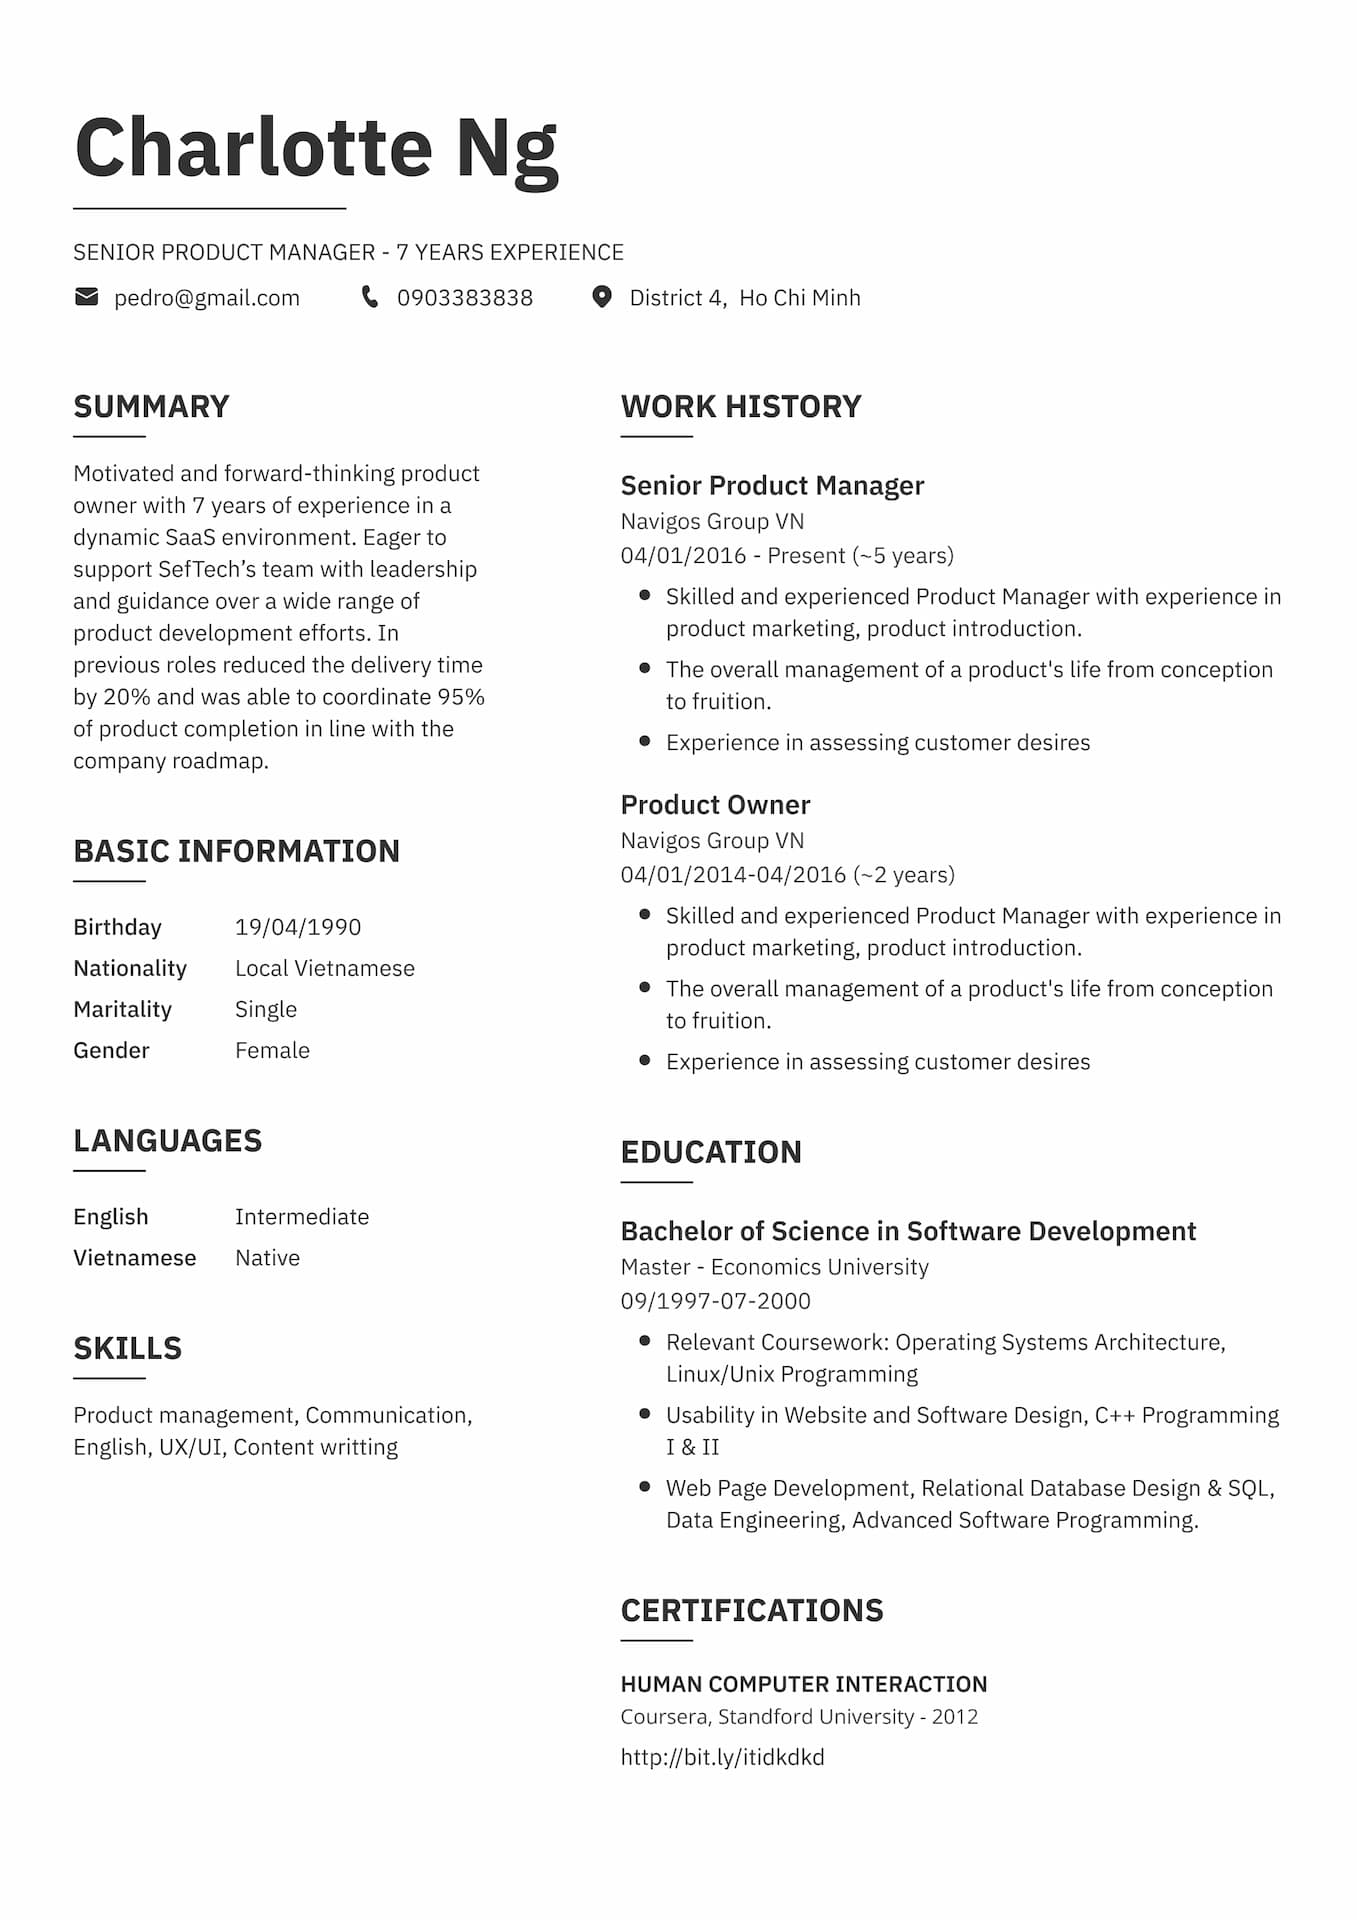 Charlotte Ng
SENIOR PRODUCT MANAGER - 7 YEARS EXPERIENCE
pedro@gmail.com 0903383838 District 4, Ho Chi Minh
SUMMARY
Motivated and forward-thinking product
owner with 7 years of experience in a
dynamic SaaS environment. Eager to
support SefTech’s team with leadership
and guidance over a wide range of
product development efforts. In
previous roles reduced the delivery time
by 20% and was able to coordinate 95%
of product completion in line with the
company roadmap.
BASIC INFORMATION
Birthday 19/04/1990
Nationality Local Vietnamese
Maritality Single
Gender Female
LANGUAGES
English Intermediate
Vietnamese Native
SKILLS
Product management, Communication,
English, UX/UI, Content writting
WORK HISTORY
Senior Product Manager
Navigos Group VN
04/01/2016 - Present (~5 years)
• Skilled and experienced Product Manager with experience in
product marketing, product introduction.
• The overall management of a product's life from conception
to fruition.
• Experience in assessing customer desires
Product Owner
Navigos Group VN
04/01/2014-04/2016 (~2 years)
• Skilled and experienced Product Manager with experience in
product marketing, product introduction.
• The overall management of a product's life from conception
to fruition.
• Experience in assessing customer desires
EDUCATION
Bachelor of Science in Software Development
Master - Economics University
09/1997-07-2000
• Relevant Coursework: Operating Systems Architecture,
Linux/Unix Programming
• Usability in Website and Software Design, C++ Programming
I & II
• Web Page Development, Relational Database Design & SQL,
Data Engineering, Advanced Software Programming.
CERTIFICATIONS
HUMAN COMPUTER INTERACTION
Coursera, Standford University - 2012
http://bit.ly/itidkdkd